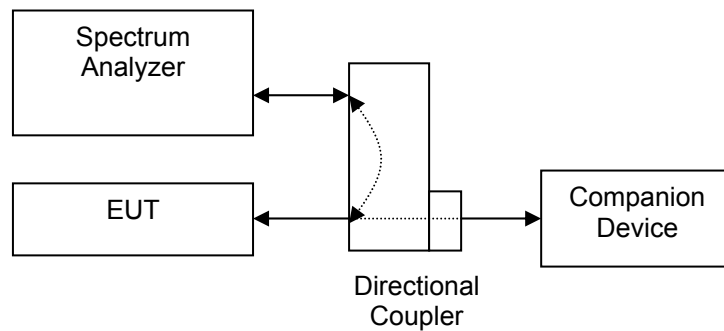 Spectrum
Analyzer
EUT
Companion
Device
Directional
Coupler